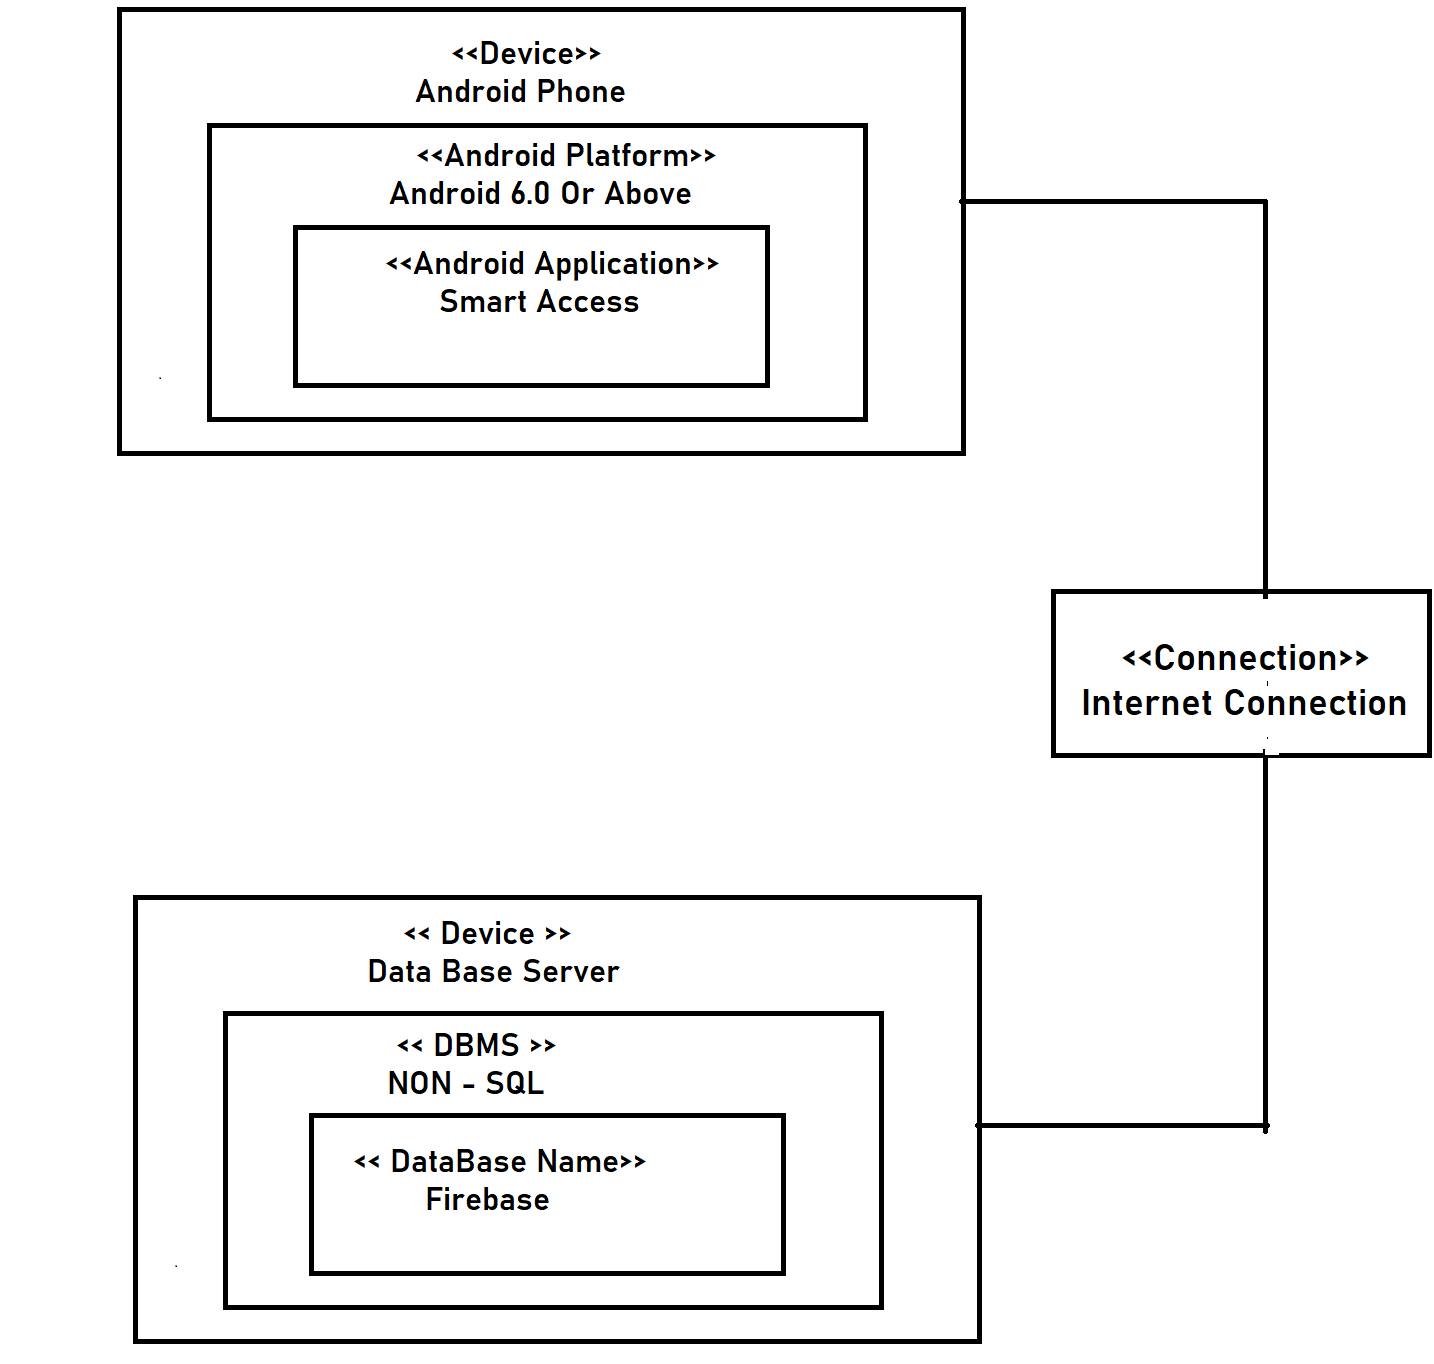 <<Device>>
Android Phone
<<Android Platform>>
Android 6.0 Or Above
<<Android Application>>
Smart Access
<<Connection>>
Internet Connection
<< Device >>
Data Base Server
<< DBMS >>
NON - SQL
<< DataBase Name>>
Firebase